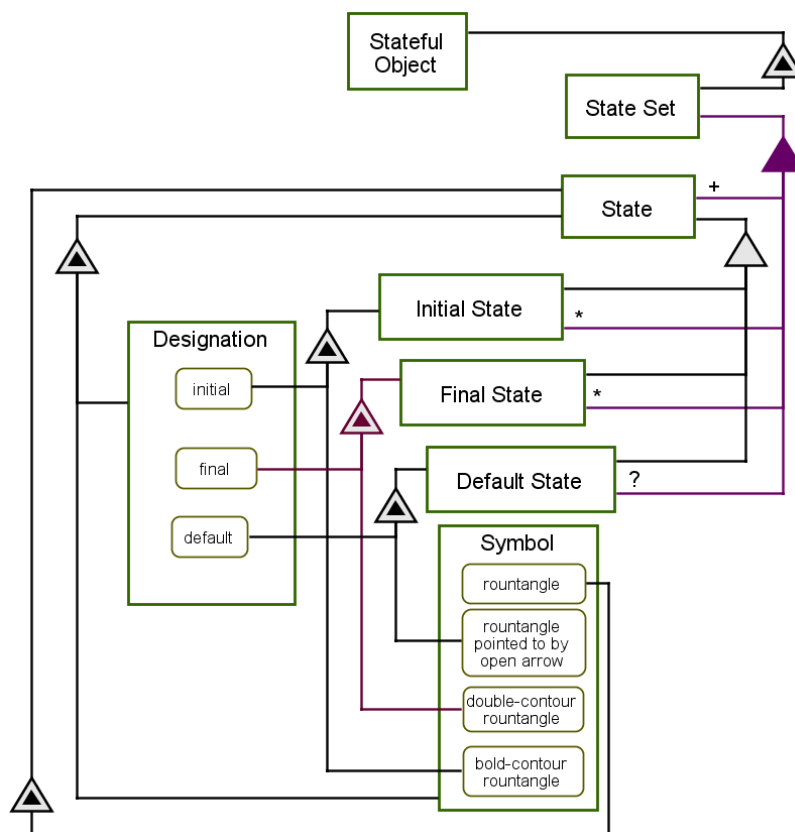 Stateful
Object
State Set
+
State
Initial State
*
Designation
initial
Final State
*
final
Default State
?
default
Symbol
rountangle
rountangle
pointed to by
open arrow
double-contour
rountangle
bold-contour
rountangle